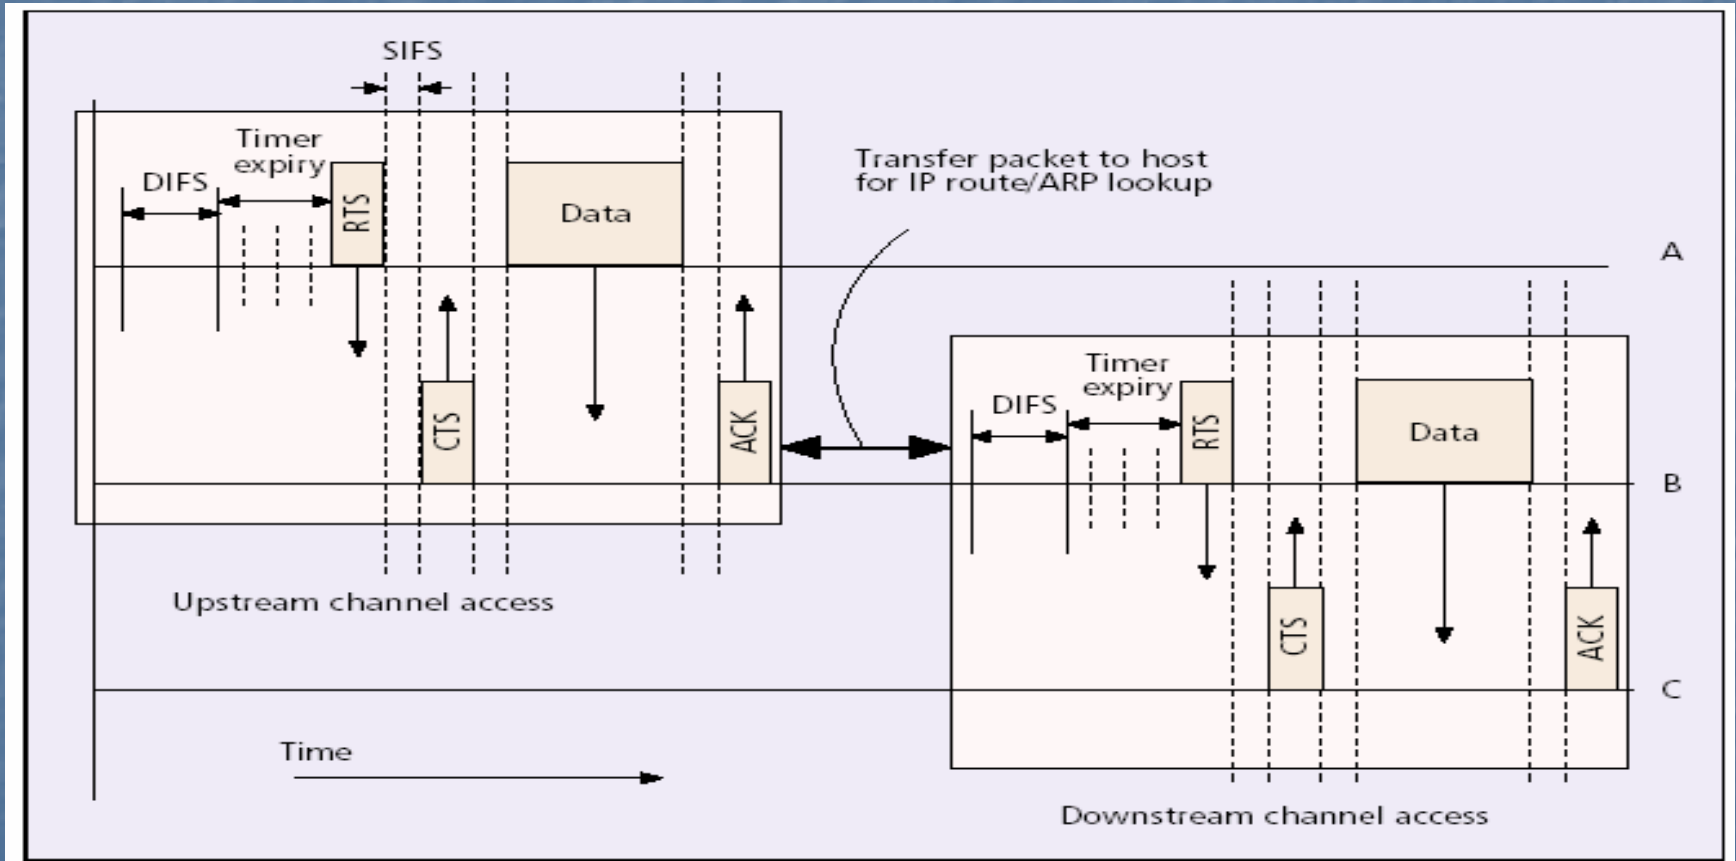 SIFS
Timer
expiry
DIFS
RTS
Data
Transfer packet to host
for IP route/ARP lookup
A
CTS
ACK
Timer
expiry
DIFS
RTS
Data
B
Upstream channel access
CTS
ACK
C
Time
Downstream channel access